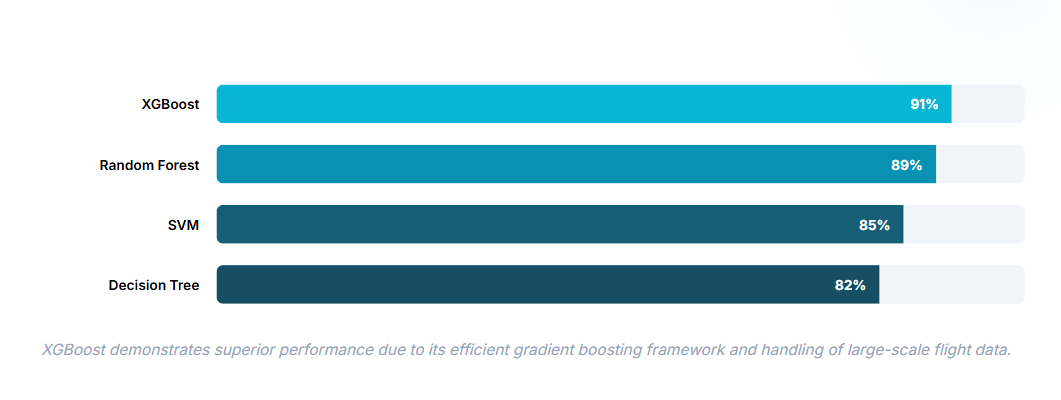 XGBoost 91%
Random Forest 89%
SVM 85%
Decision Tree 82%
XGBoost demonstrates superior performance due to its efficient gradient boosting framework and handling of large-scale flight data.